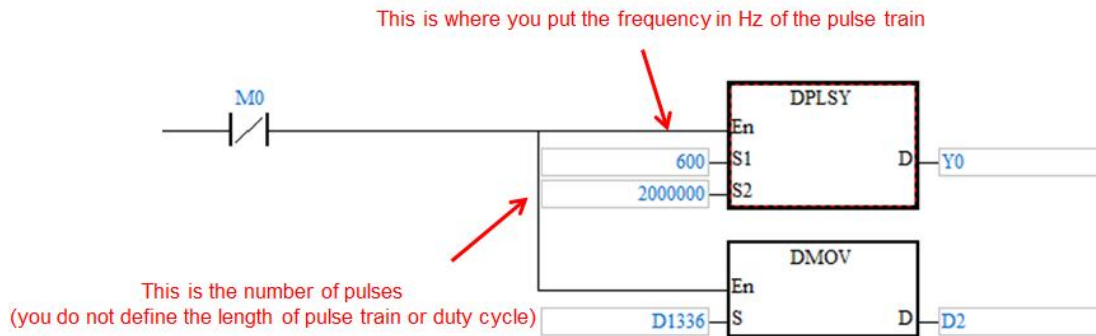 This is where you put the frequency in Hz of the pulse train
M0
DPLSY
En
600 S1 D Y0
2000000 S2
DMOV
En
This is the number of pulses
(you do not define the length of pulse train or duty cycle)
D1336 S D D2